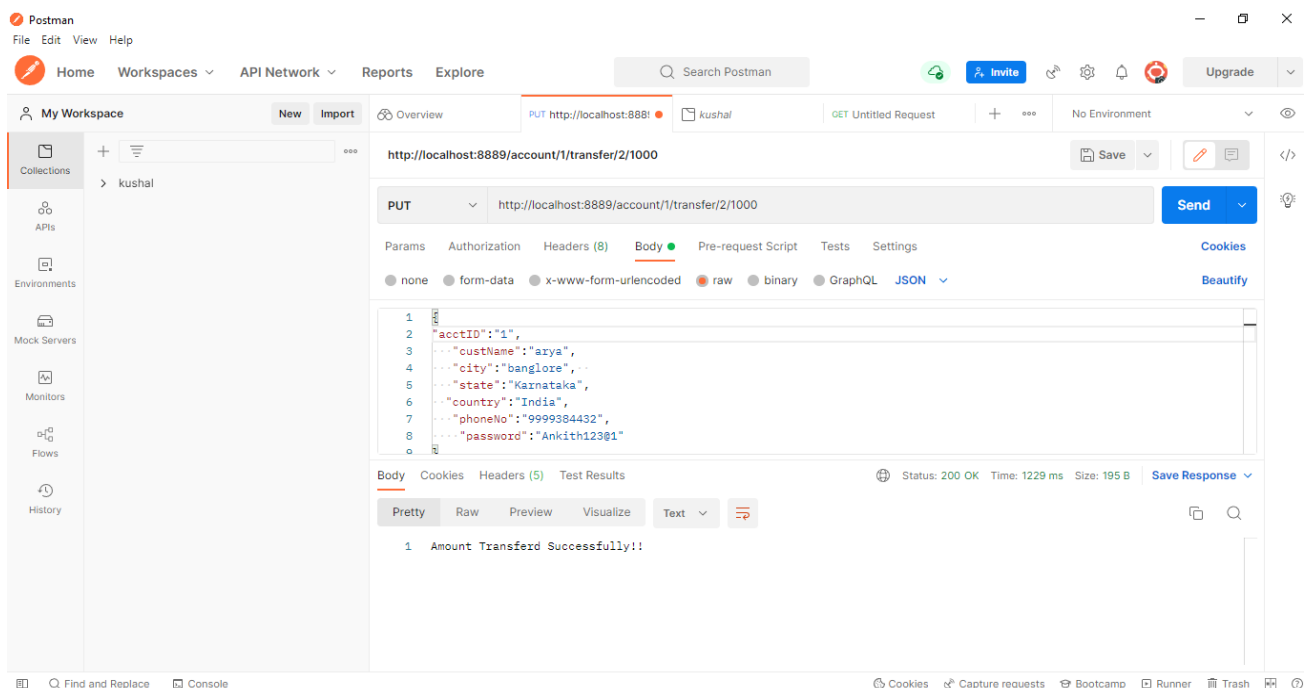 Postman
File Edit View Help
Home Workspaces API Network Reports Explore Search Postman Invite Upgrade
My Workspace New Import Overview PUT http://localhost:888 kushal GET Untitled Request No Environment
Collections
kushal
APIs
Environments
Mock Servers
Monitors
Flows
History
http://localhost:8889/account/1/transfer/2/1000 Save
PUT http://localhost:8889/account/1/transfer/2/1000 Send
Params Authorization Headers (8) Body Pre-request Script Tests Settings Cookies
none form-data x-www-form-urlencoded raw binary GraphQL JSON Beautify
1 {
2 "acctID":"1",
3 "custName":"arya",
4 "city":"banglore",
5 "state":"Karnataka",
6 "country":"India",
7 "phoneNo":"9999384432",
8 "password":"Ankith123@1"
9 }
Body Cookies Headers (5) Test Results Status: 200 OK Time: 1229 ms Size: 195 B Save Response
Pretty Raw Preview Visualize Text
1 Amount Transferd Successfully!!
Find and Replace Console Cookies Capture requests Bootcamp Runner Trash